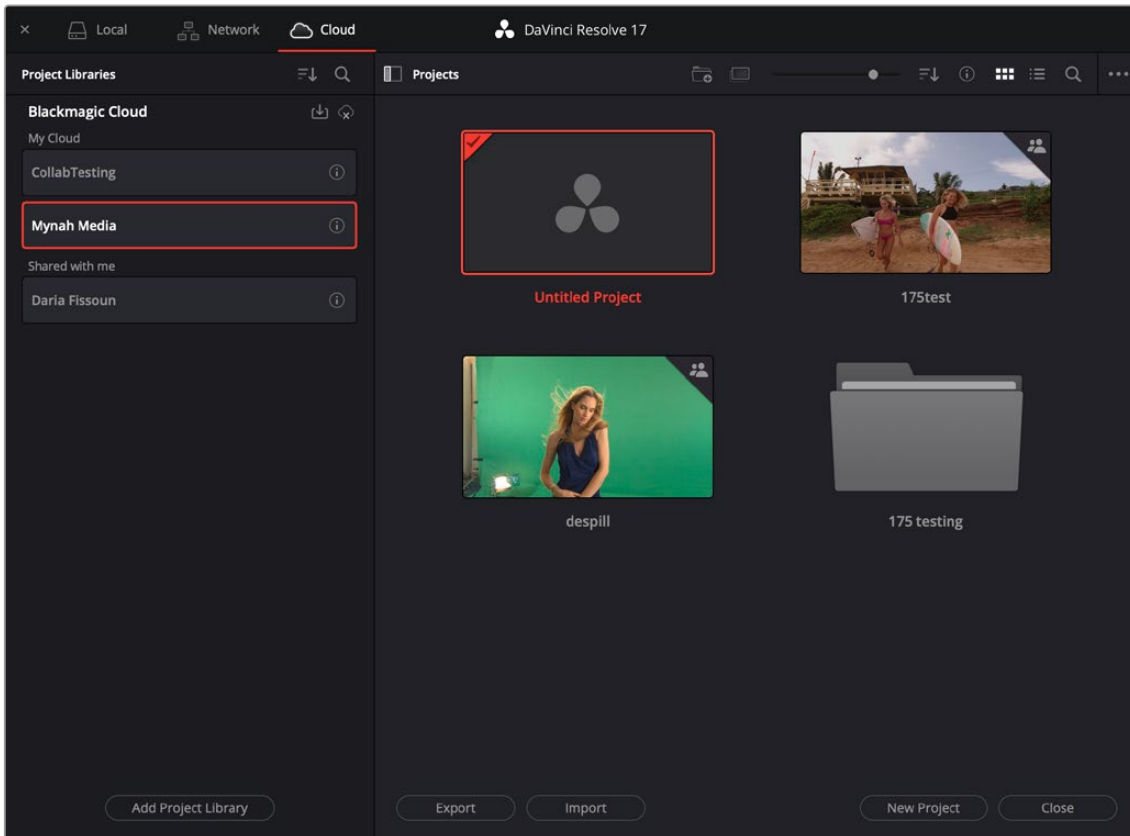 Local
Network
Cloud
DaVinci Resolve 17
Project Libraries
Projects
Blackmagic Cloud
My Cloud
CollabTesting
Mynah Media
Shared with me
Daria Fissoun
Untitled Project
175test
despill
175 testing
Add Project Library
Export
Import
New Project
Close